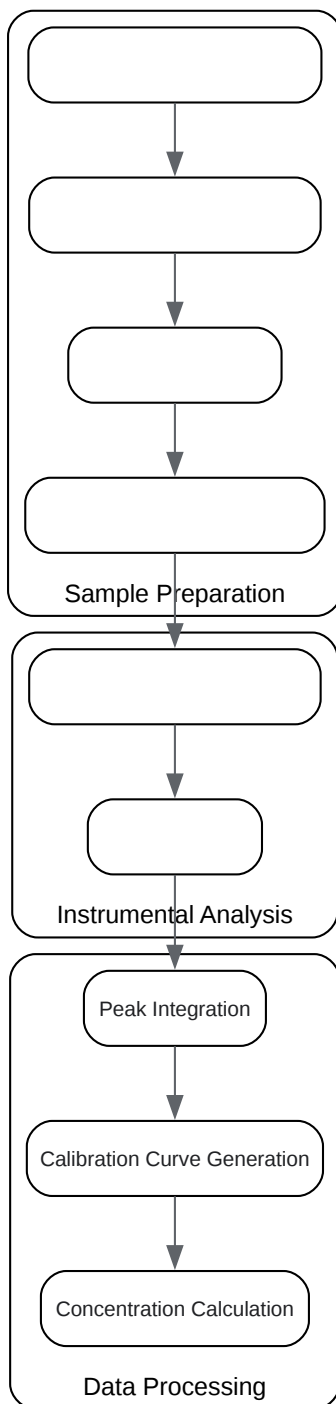 Sample Preparation
Instrumental Analysis
Peak Integration
Calibration Curve Generation
Concentration Calculation
Data Processing